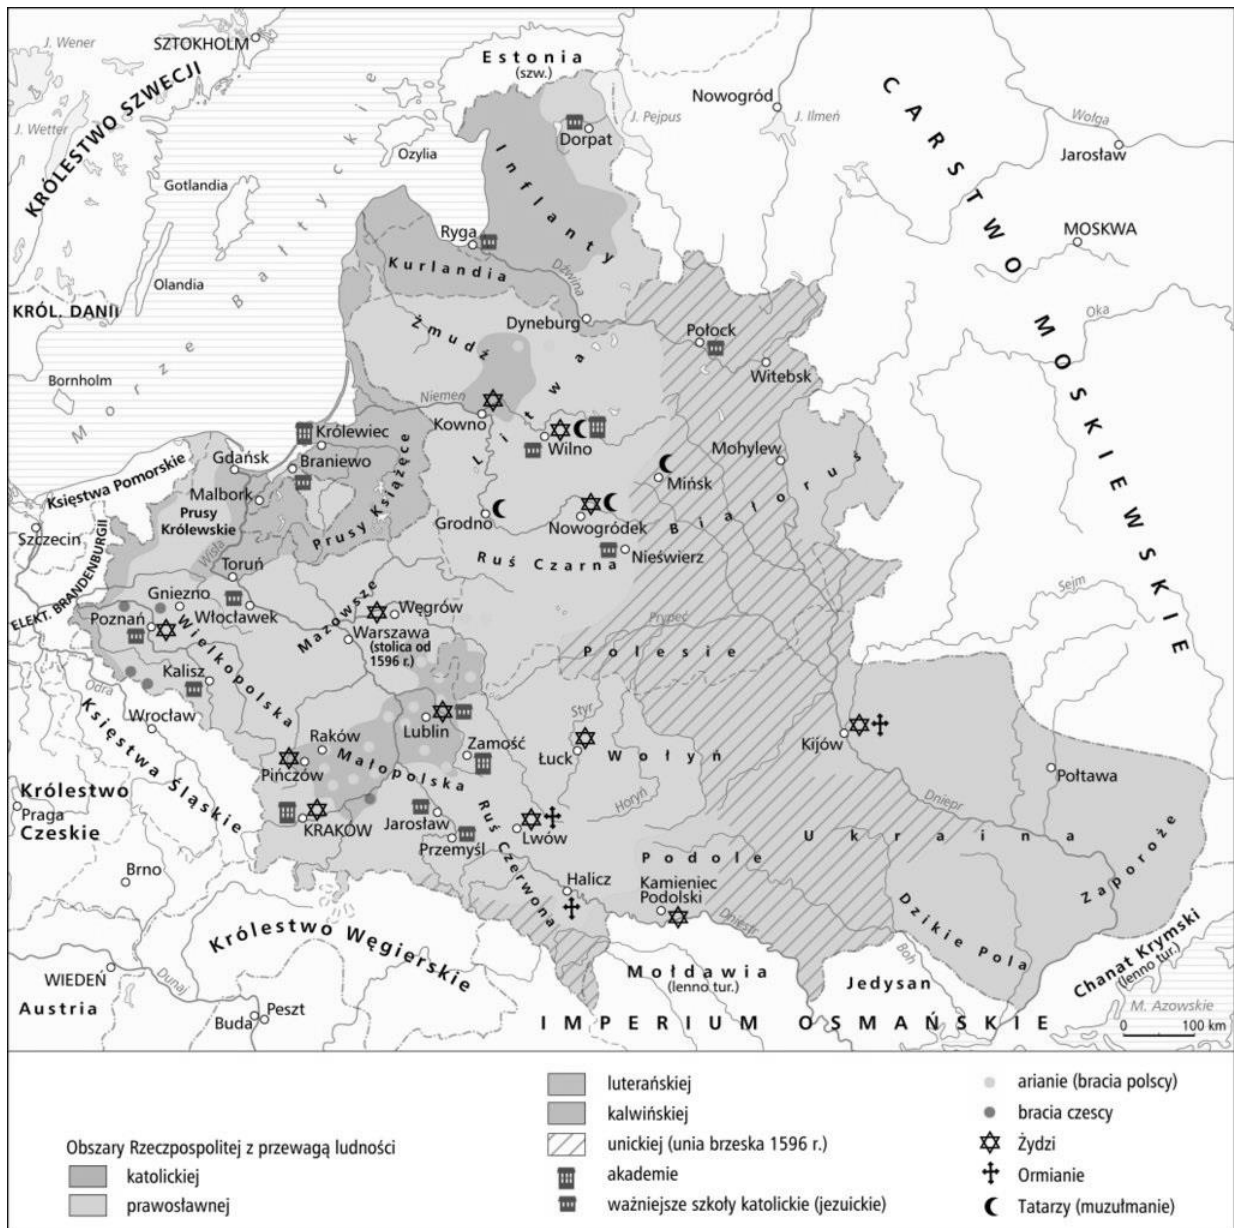 J. Wener
SZTOKHOLM
Estonia
(szw.)
KRÓLESTWO SZWECJI
J. Wetter
Nowogród
J. Pejpus
J. Ilmeń
CARSTWO MOSKIEWSKIE
Wołga
Jarosław
Dorpat
Ozylia
Gotlandia
Inflanty
Morze Bałtyckie
Ryga
MOSKWA
Kurlandia
Dźwina
Olandia
KRÓL. DANII
Oka
Żmudź
Dyneburg
Połock
Witebsk
Bornholm
Niemen
Litwa
Kowno
Królewiec
Wilno
Mohylew
Gdańsk
Braniewo
Księstwa Pomorskie
Malbork
Prusy
Królewskie
Prusy Książęce
Mińsk
Białoruś
Grodno
Nowogródek
Szczecin
Wisła
Ruś Czarna
Nieświerz
Toruń
ELEKT. BRANDENBURGII
Gniezno
Włocławek
Mazowsze
Węgrów
Sejm
Poznań
Warszawa
(stolica od
1596 r.)
Prypeć
Wielkopolska
Polesie
Kalisz
Odra
Wrocław
Księstwa Śląskie
Styr
Lublin
Raków
Zamość
Łuck
Wołyń
Kijów
Pińczów
Małopolska
Połtawa
Królestwo
Praga
Czeskie
Horyń
Dniepr
KRAKÓW
Jarosław
Lwów
Przemyśl
Ruś Czerwona
Ukraina
Podole
Zaporoże
Brno
Halicz
Kamieniec
Podolski
Dniestr
Dzikie Pola
Królestwo Węgierskie
Boh
Chanat Krymski
(lenno tur.)
WIEDEŃ
Dunaj
Austria
Mołdawia
(lenno tur.)
Jedysan
Peszt
Buda
M. Azowskie
IMPERIUM OSMAŃSKIE
0 100 km
Obszary Rzeczpospolitej z przewagą ludności
katolickiej
prawosławnej
luterańskiej
kalwińskiej
unickiej (unia brzeska 1596 r.)
akademie
ważniejsze szkoły katolickie (jezuickie)
arianie (bracia polscy)
bracia czescy
Żydzi
Ormianie
Tatarzy (muzułmanie)